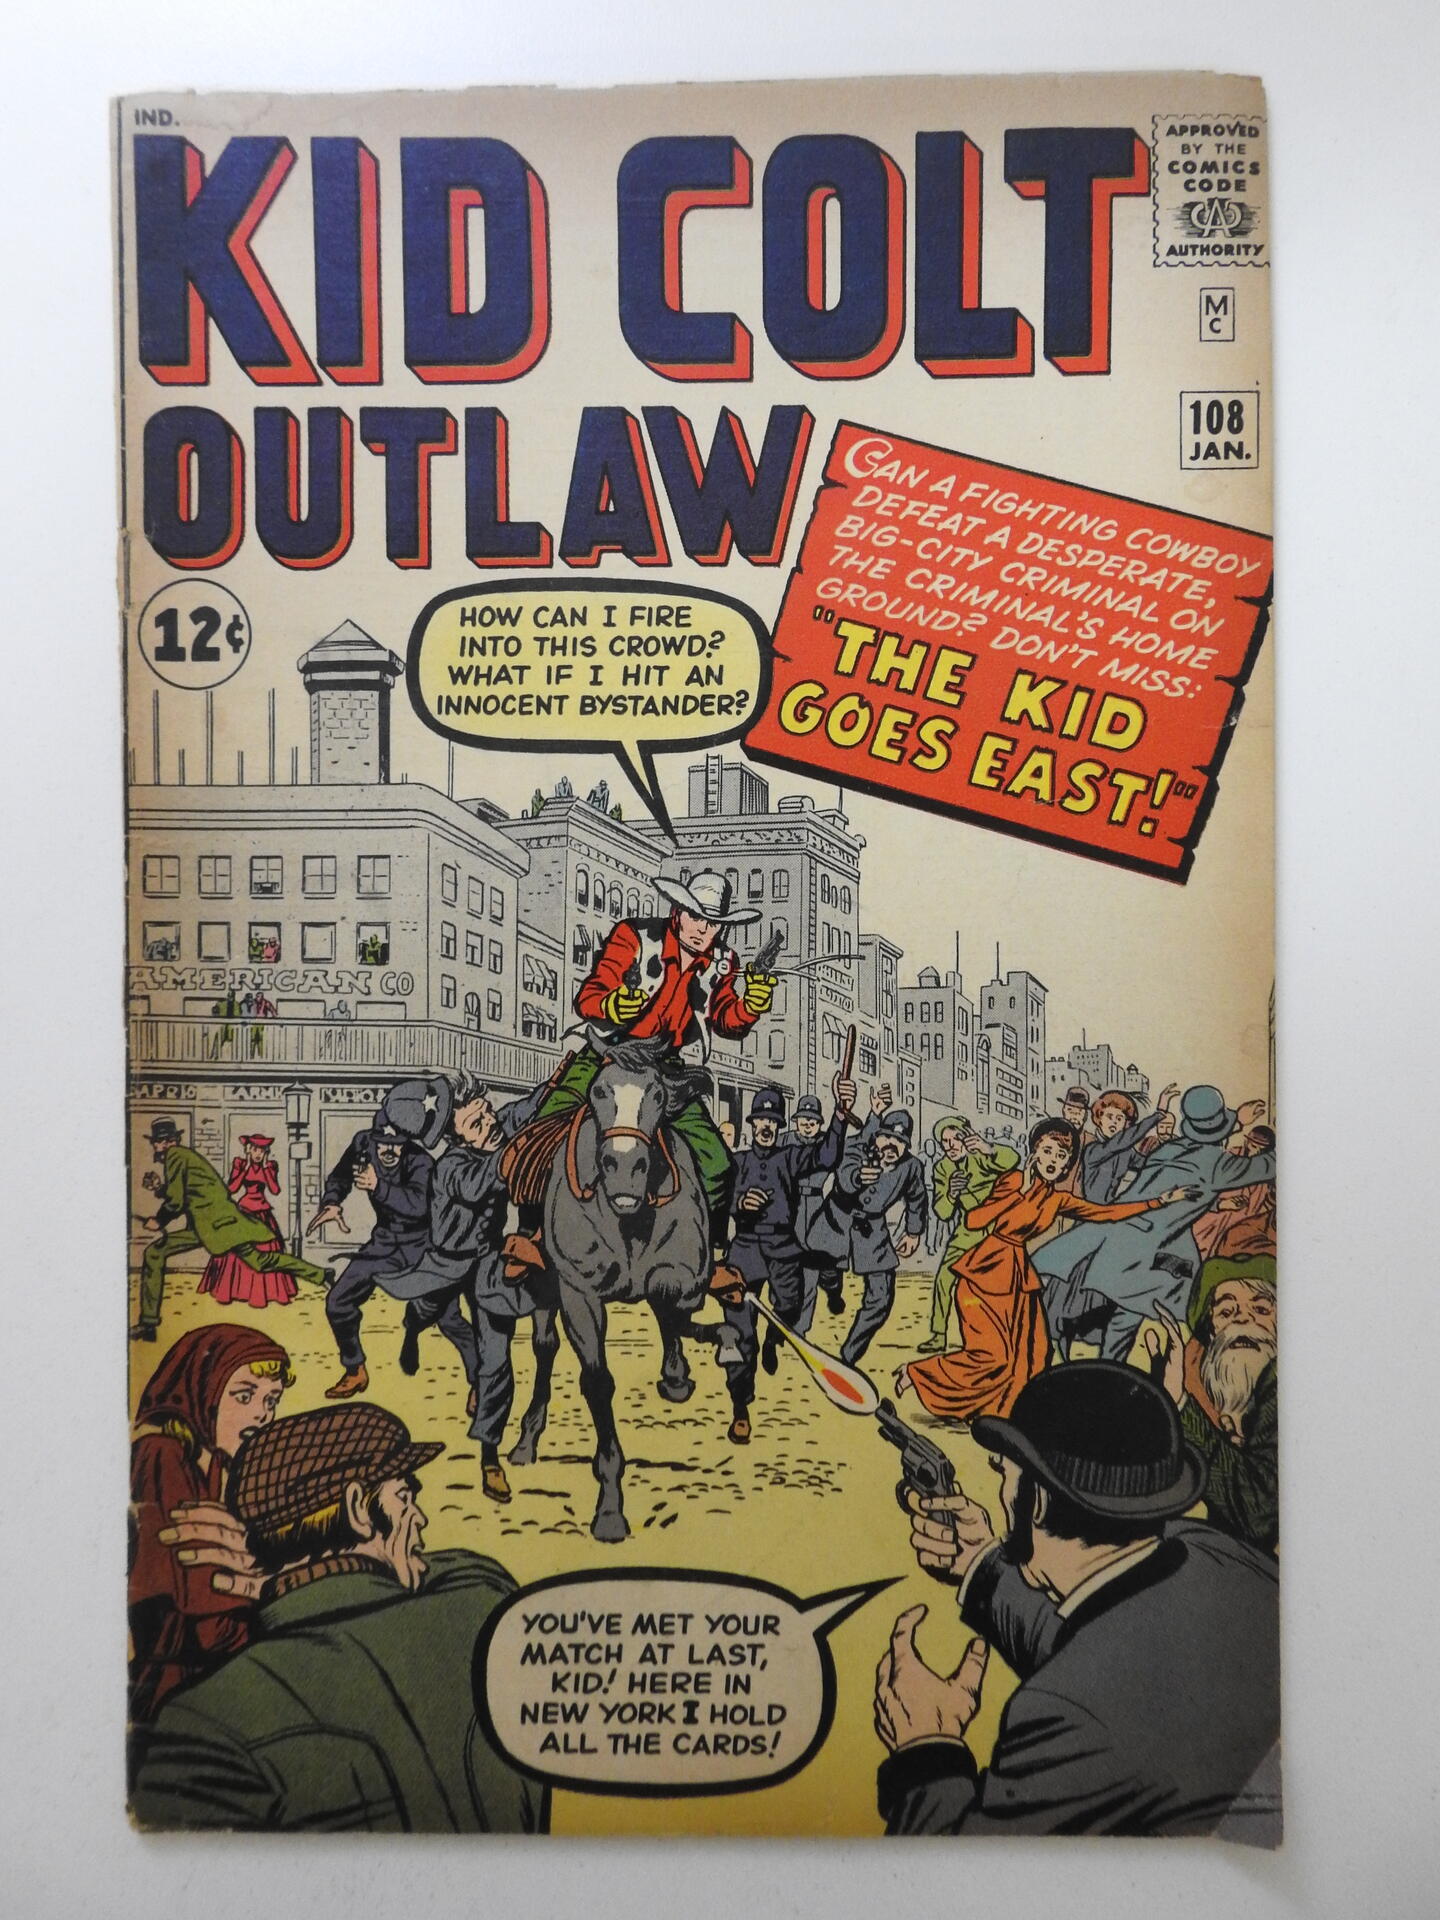 IND.
KID COLT
OUTLAW
APPROVED
BY THE
COMICS
CODE
CA
AUTHORITY
M
C
108
JAN.
12¢
CAN A FIGHTING COWBOY
DEFEAT A DESPERATE,
BIG-CITY CRIMINAL ON
THE CRIMINAL'S HOME
GROUND? DON'T MISS:
"THE KID
GOES EAST!"
HOW CAN I FIRE
INTO THIS CROWD?
WHAT IF I HIT AN
INNOCENT BYSTANDER?
AMERICAN CO
YOU'VE MET YOUR
MATCH AT LAST,
KID! HERE IN
NEW YORK I HOLD
ALL THE CARDS!